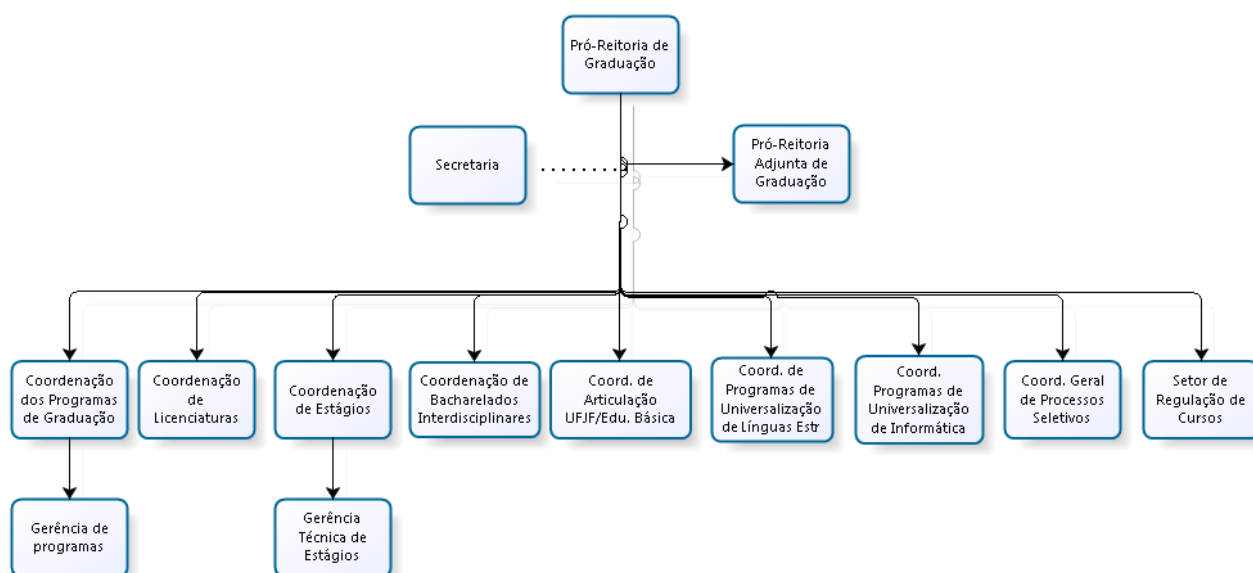 Pró-Reitoria de
Graduação
Secretaria
Pró-Reitoria
Adjunta de
Graduação
Coordenação
dos Programas
de Graduação
Coordenação
de
Licenciaturas
Coordenação
de Estágios
Coordenação de
Bacharelados
Interdisciplinares
Coord. de
Articulação
UFJF/Edu. Básica
Coord. de
Programas de
Universalização
de Línguas Estr
Coord.
Programas de
Universalização
de Informática
Coord. Geral
de Processos
Seletivos
Setor de
Regulação de
Cursos
Gerência de
programas
Gerência
Técnica de
Estágios